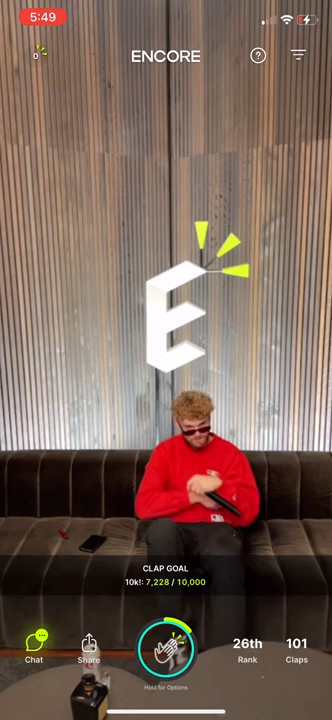 5:49
0
ENCORE
?
E
CLAP GOAL
10k!: 7,228 / 10,000
26th
101
Chat
Share
Rank
Claps
Hold for Options